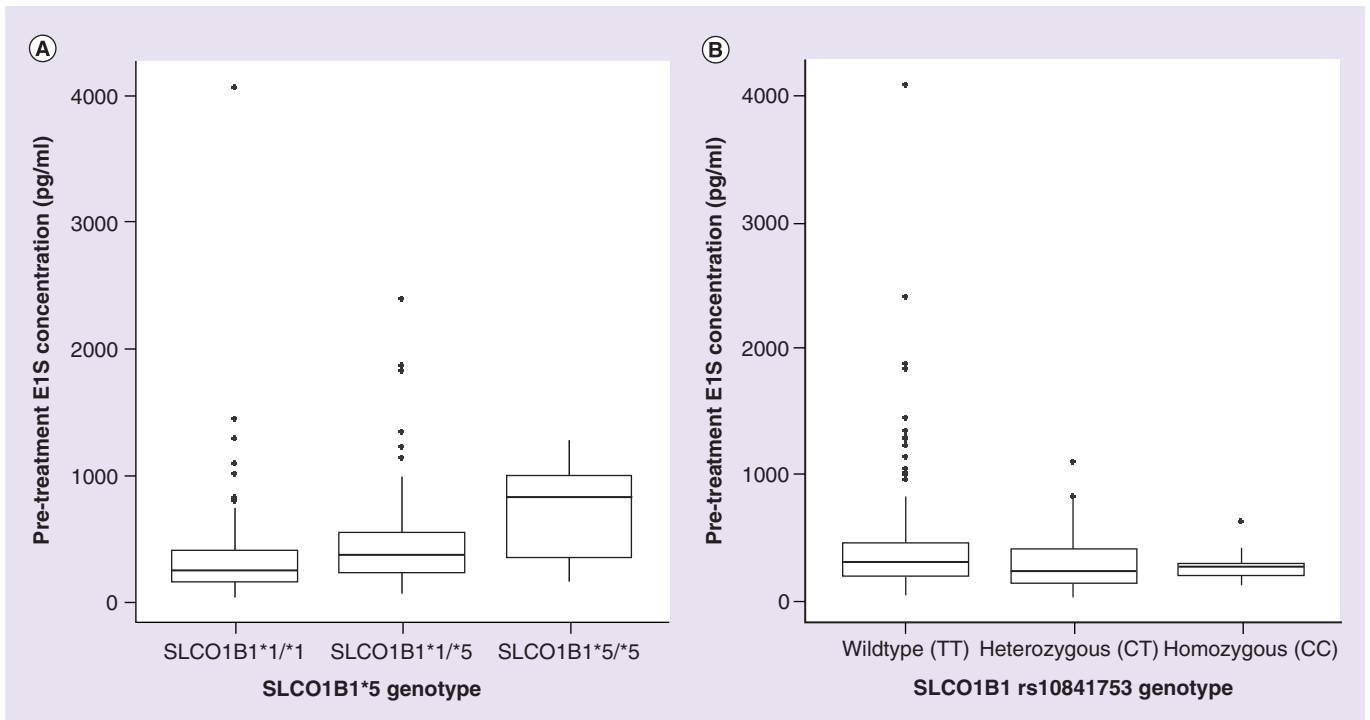 A
Pre-treatment E1S concentration (pg/ml)
4000
3000
2000
1000
0
SLCO1B1*1/*1 SLCO1B1*1/*5 SLCO1B1*5/*5
SLCO1B1*5 genotype
B
Pre-treatment E1S concentration (pg/ml)
4000
3000
2000
1000
0
Wildtype (TT) Heterozygous (CT) Homozygous (CC)
SLCO1B1 rs10841753 genotype